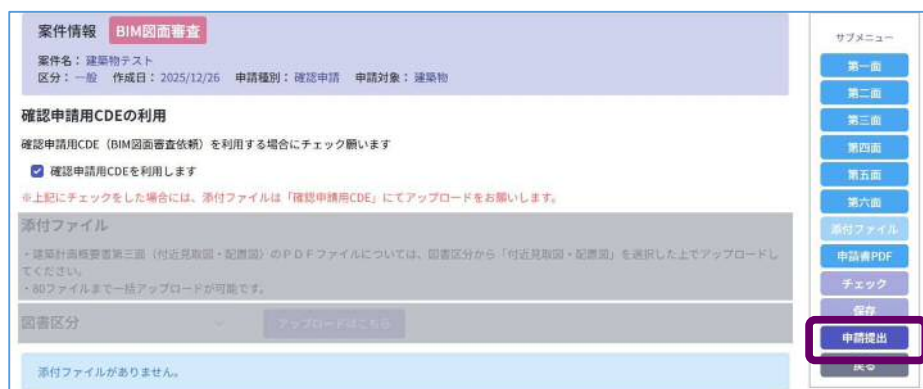 案件情報 BIM図面審査
案件名： 建築物テスト
区分： 一般 作成日： 2025/12/26 申請種別： 確認申請 申請対象： 建築物
確認申請用CDEの利用
確認申請用CDE（BIM図面審査依頼）を利用する場合にチェック願います
確認申請用CDEを利用します
※上記にチェックをした場合には、添付ファイルは「確認申請用CDE」にてアップロードをお願いします。
添付ファイル
・建築計画概要書第三面（付近見取図・配置図）のPDFファイルについては、図書区分から「付近見取図・配置図」を選択した上でアップロードし
てください。
・80ファイルまで一括アップロードが可能です。
図書区分 アップロードはこちら
添付ファイルがありません。
サブメニュー
第一面
第二面
第三面
第四面
第五面
第六面
添付ファイル
申請書PDF
チェック
保存
申請提出
戻る